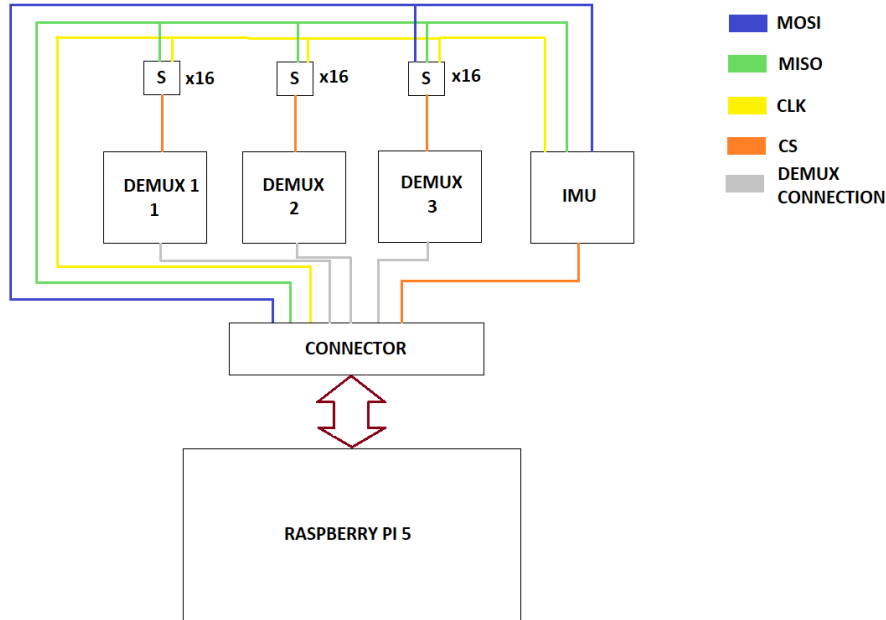 MOSI
MISO
CLK
CS
DEMUX
CONNECTION
S
x16
S
x16
S
x16
DEMUX 1
1
DEMUX
2
DEMUX
3
IMU
CONNECTOR
RASPBERRY PI 5